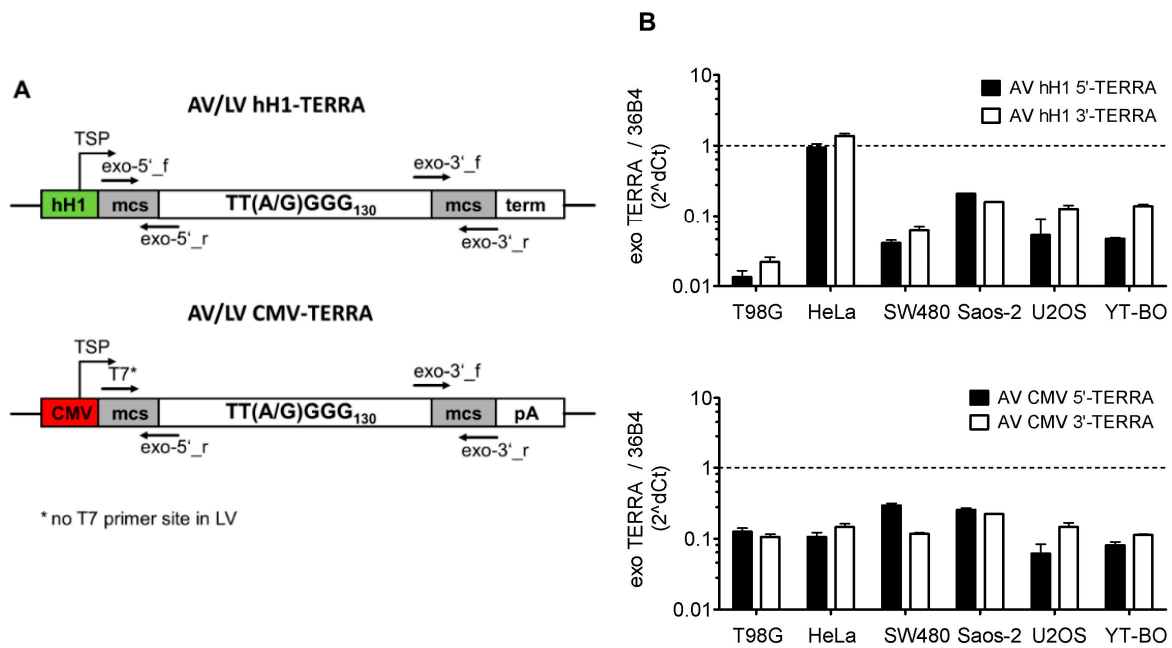 A
AV/LV hH1-TERRA
TSP
exo-5'_f
exo-3'_f
hH1 mcs TT(A/G)GGG130 mcs term
exo-5'_r
exo-3'_r
AV/LV CMV-TERRA
TSP
T7*
exo-3'_f
CMV mcs TT(A/G)GGG130 mcs pA
exo-5'_r
exo-3'_r
* no T7 primer site in LV
B
exo TERRA / 36B4
(2^dCt)
10
1
0.1
0.01
AV hH1 5'-TERRA
AV hH1 3'-TERRA
T98G HeLa SW480 Saos-2 U2OS YT-BO
exo TERRA / 36B4
(2^dCt)
10
1
0.1
0.01
AV CMV 5'-TERRA
AV CMV 3'-TERRA
T98G HeLa SW480 Saos-2 U2OS YT-BO